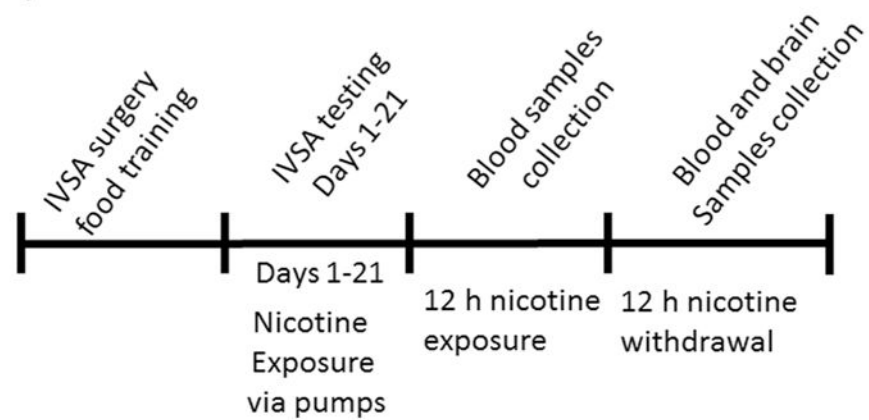 IVSA surgery
food training
IVSA testing
Days 1-21
Blood samples
collection
Blood and brain
Samples collection
Days 1-21
Nicotine
Exposure
via pumps
12 h nicotine
exposure
12 h nicotine
withdrawal